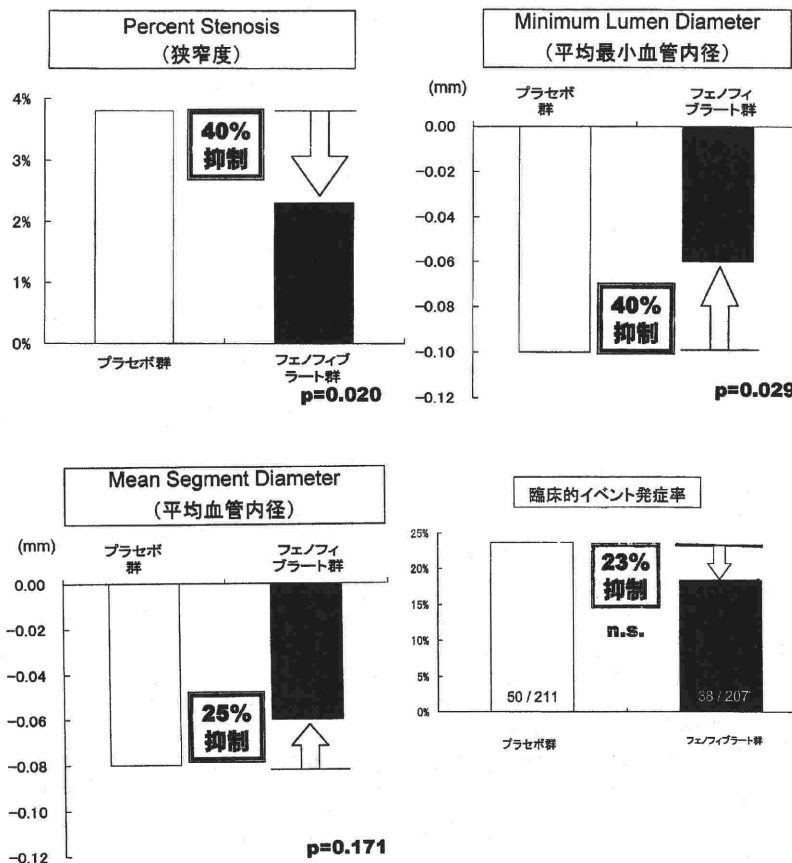 Percent Stenosis
(狭窄度)
4%
3%
2%
1%
0%
40%
抑制
プラセボ群
フェノフィブ
ラート群
p=0.020
Minimum Lumen Diameter
(平均最小血管内径)
(mm)
プラセボ
群
フェノフィ
ブラート群
0.00
-0.02
-0.04
-0.06
-0.08
-0.10
-0.12
40%
抑制
p=0.029
Mean Segment Diameter
(平均血管内径)
(mm)
プラセボ
群
フェノフィ
ブラート群
0.00
-0.02
-0.04
-0.06
-0.08
-0.10
-0.12
25%
抑制
p=0.171
臨床的イベント発症率
25%
20%
15%
10%
5%
0%
23%
抑制
n.s.
50 / 211
38 / 207
プラセボ群
フェノフィブラート群